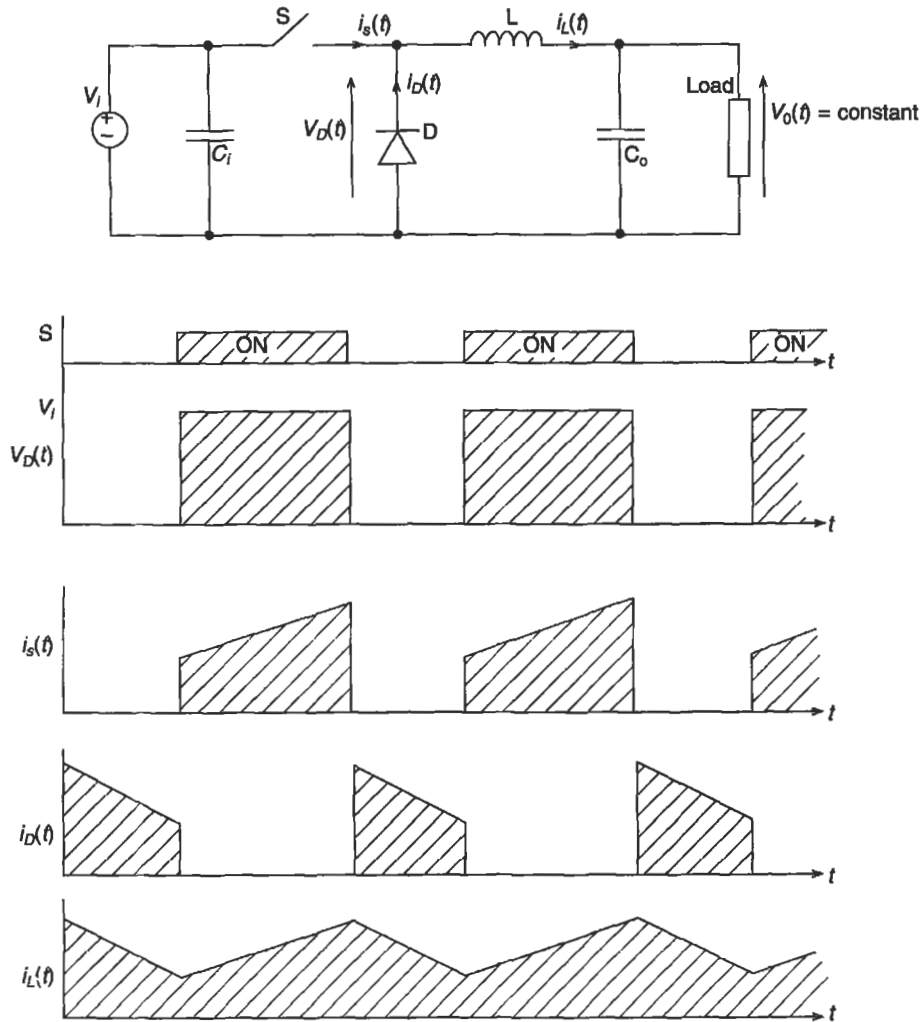 S
i_s(t)
L
i_L(t)
V_i
+
−
C_i
V_D(t)
i_D(t)
D
C_o
Load
V_0(t) = constant
S
ON
ON
ON
t
V_i
V_D(t)
t
i_s(t)
t
i_D(t)
t
i_L(t)
t